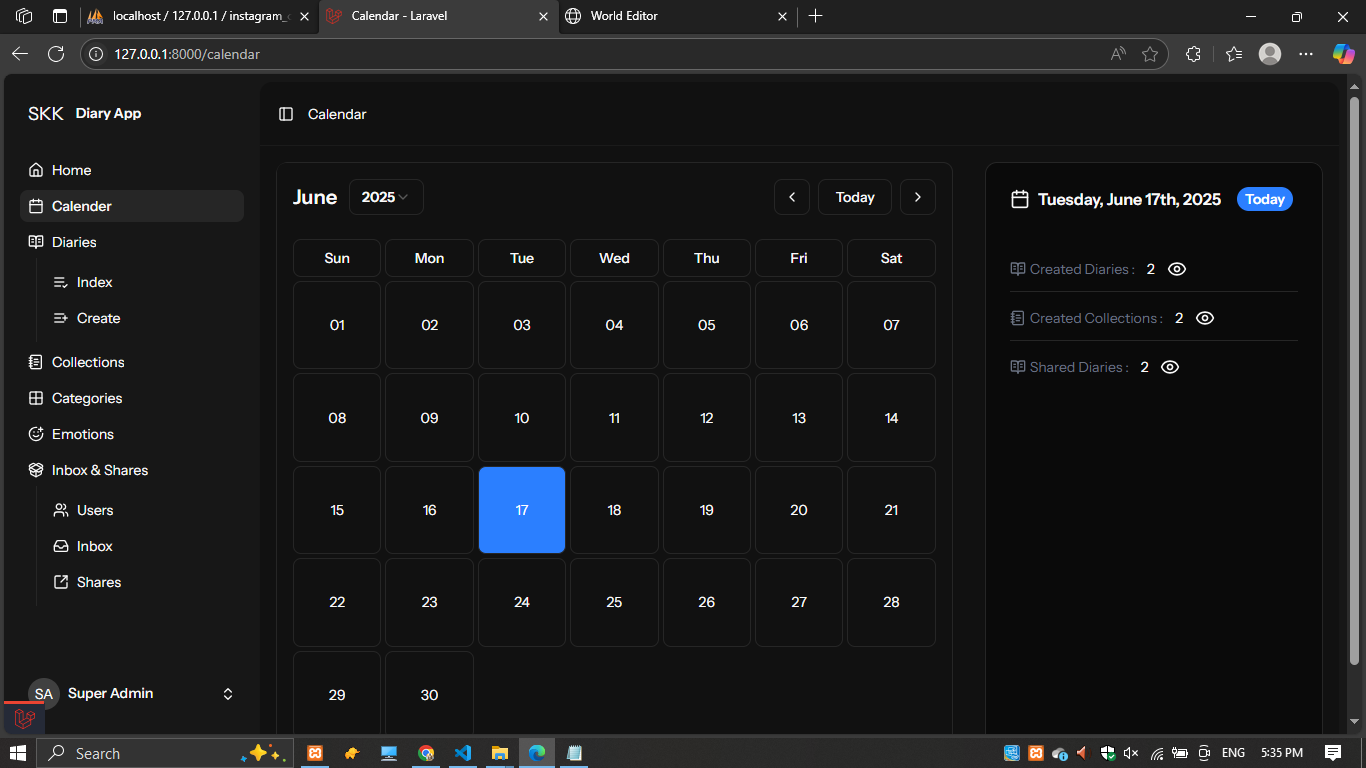 localhost / 127.0.0.1 / instagram_c
Calendar - Laravel
World Editor
127.0.0.1:8000/calendar
SKK Diary App
Calendar
Home
Calender
Diaries
Index
Create
Collections
Categories
Emotions
Inbox & Shares
Users
Inbox
Shares
SA Super Admin
June 2025 Today
Sun Mon Tue Wed Thu Fri Sat
01 02 03 04 05 06 07
08 09 10 11 12 13 14
15 16 17 18 19 20 21
22 23 24 25 26 27 28
29 30
Tuesday, June 17th, 2025 Today
Created Diaries : 2
Created Collections : 2
Shared Diaries : 2
Search
ENG 5:35 PM